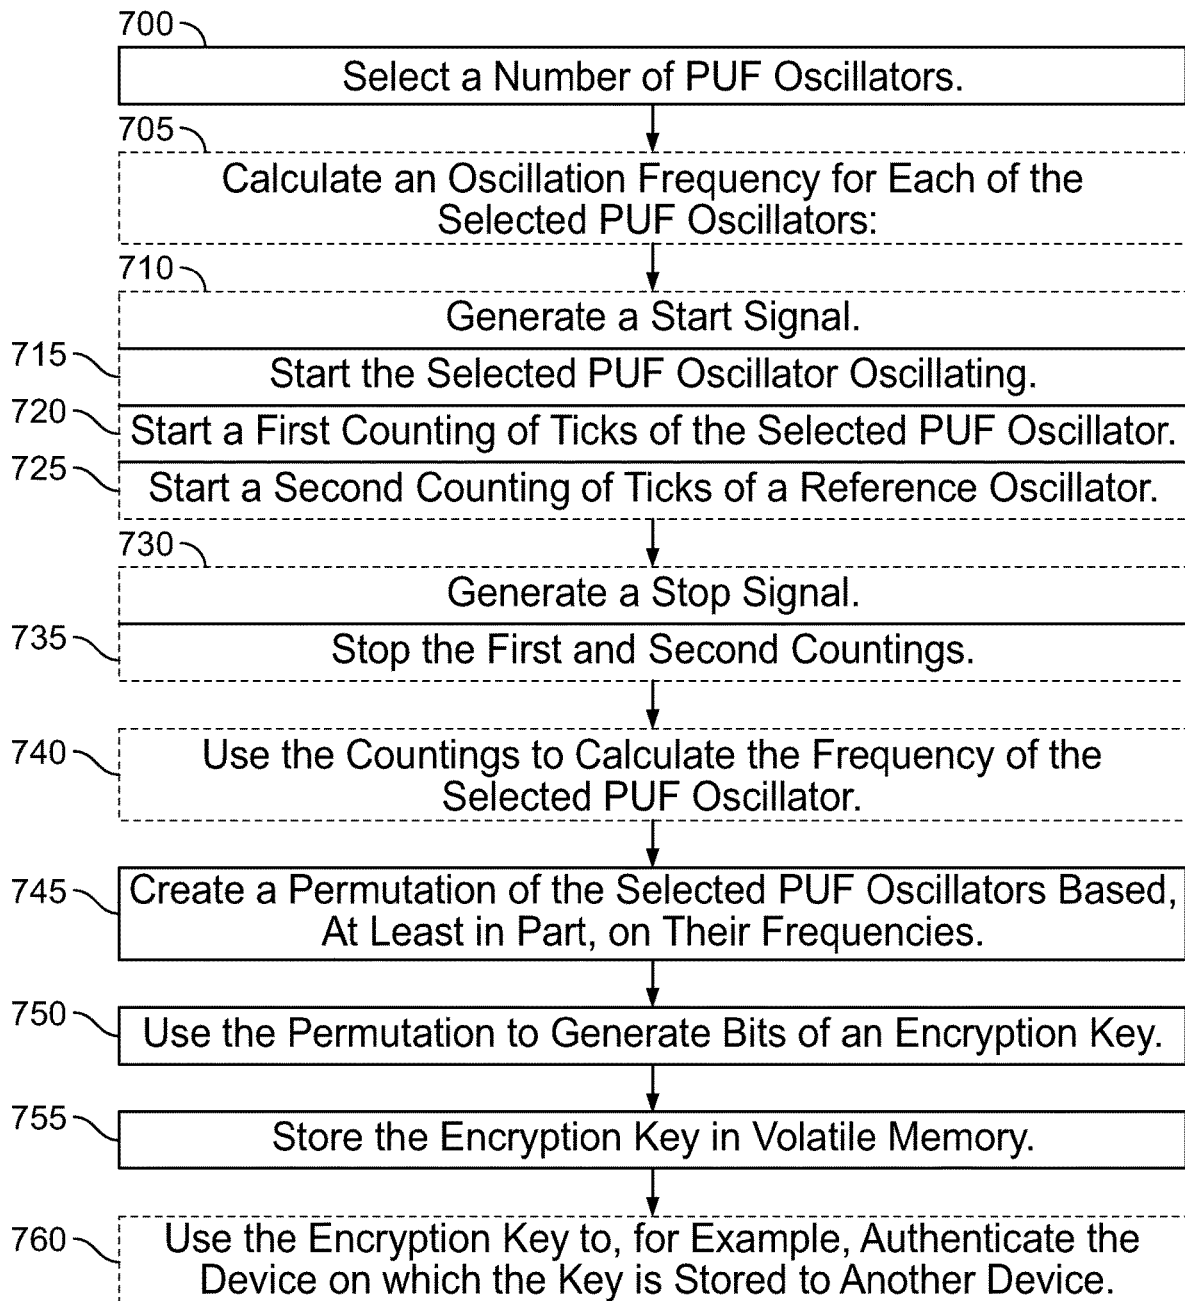 700
Select a Number of PUF Oscillators.
705
Calculate an Oscillation Frequency for Each of the
Selected PUF Oscillators:
710
Generate a Start Signal.
715
Start the Selected PUF Oscillator Oscillating.
720
Start a First Counting of Ticks of the Selected PUF Oscillator.
725
Start a Second Counting of Ticks of a Reference Oscillator.
730
Generate a Stop Signal.
735
Stop the First and Second Countings.
740
Use the Countings to Calculate the Frequency of the
Selected PUF Oscillator.
745
Create a Permutation of the Selected PUF Oscillators Based,
At Least in Part, on Their Frequencies.
750
Use the Permutation to Generate Bits of an Encryption Key.
755
Store the Encryption Key in Volatile Memory.
760
Use the Encryption Key to, for Example, Authenticate the
Device on which the Key is Stored to Another Device.